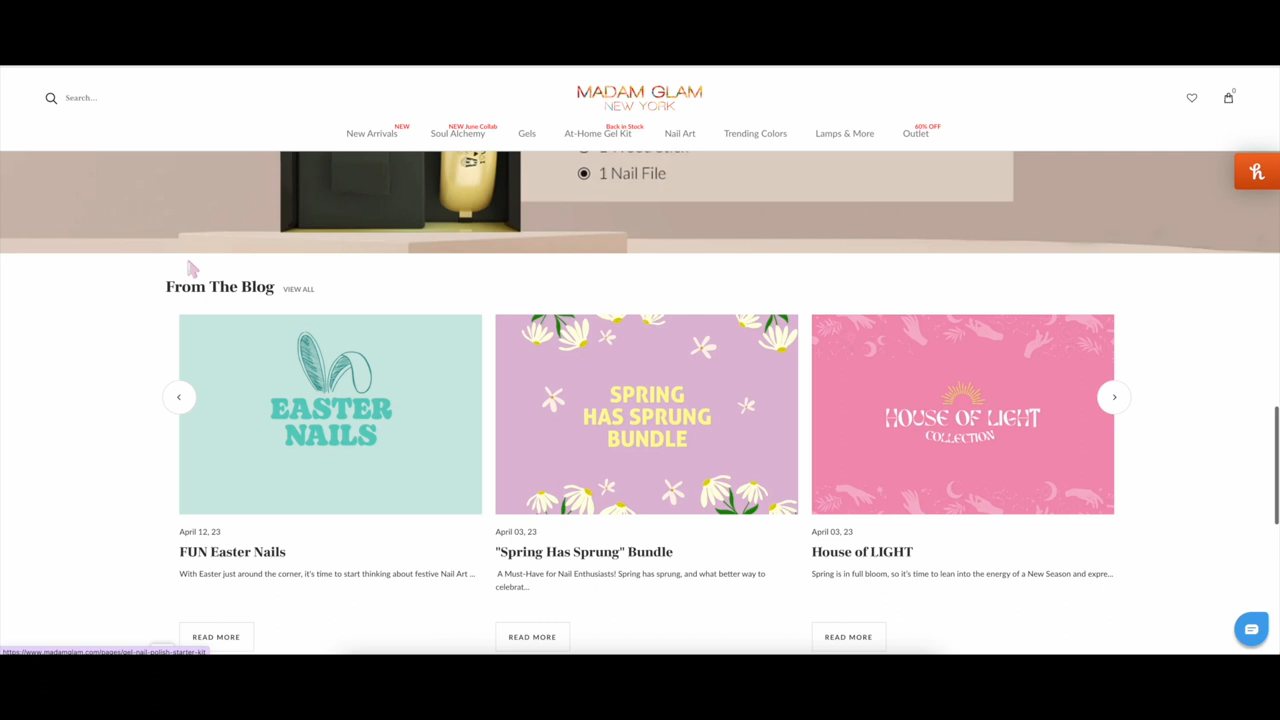 Search...
MADAM GLAM
NEW YORK
0
NEW
NEW June Collab
Back in Stock
60% OFF
New Arrivals
Soul Alchemy
Gels
At-Home Gel Kit
Nail Art
Trending Colors
Lamps & More
Outlet
1 Nail File
From The Blog
VIEW ALL
EASTER
NAILS
SPRING
HAS SPRUNG
BUNDLE
HOUSE OF LIGHT
COLLECTION
April 12, 23
FUN Easter Nails
With Easter just around the corner, it's time to start thinking about festive Nail Art ...
READ MORE
April 03, 23
"Spring Has Sprung" Bundle
A Must-Have for Nail Enthusiasts! Spring has sprung, and what better way to
celebrat...
READ MORE
April 03, 23
House of LIGHT
Spring is in full bloom, so it's time to lean into the energy of a New Season and expre...
READ MORE
https://www.madamglam.com/pages/gel-nail-polish-starter-kit